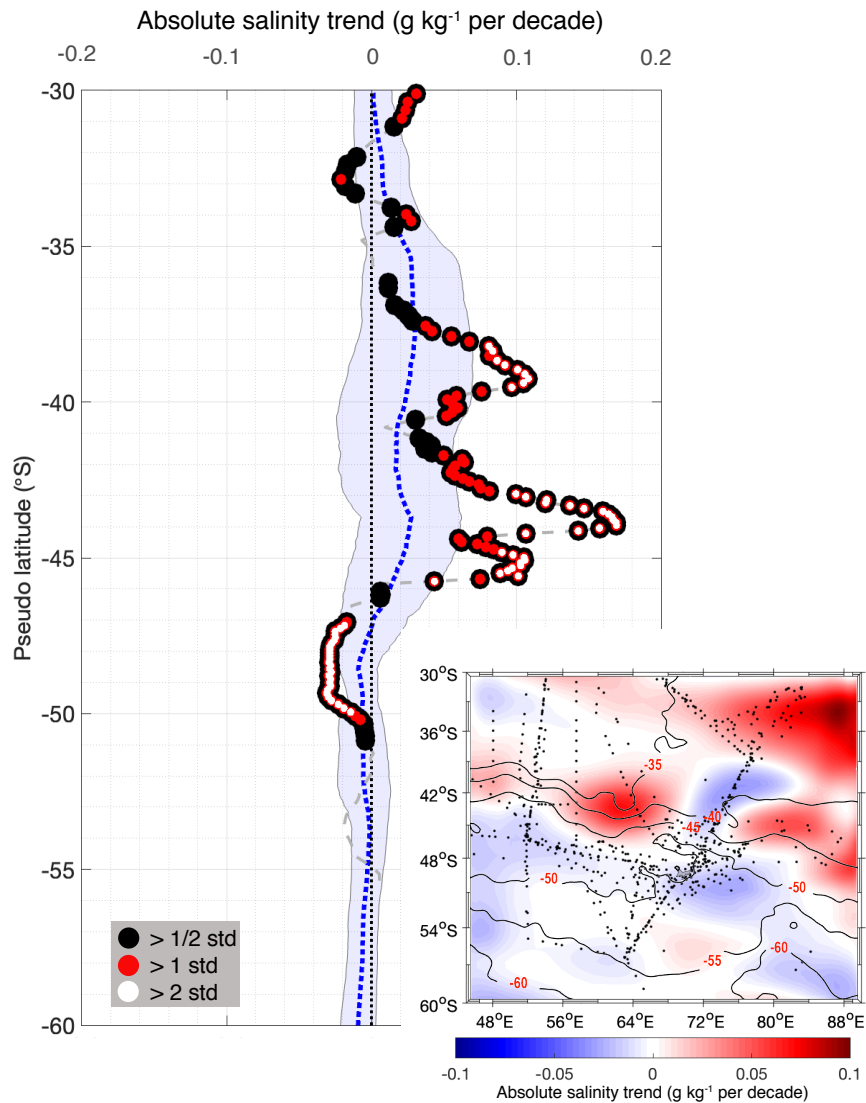 Absolute salinity trend (g kg⁻¹ per decade)
-0.2 -0.1 0 0.1 0.2
-30
-35
-40
-45
-50
-55
-60
Pseudo latitude (°S)
> 1/2 std
> 1 std
> 2 std
30°S
36°S
42°S
48°S
54°S
60°S
-35
-40
-45
-50
-50
-55
-60
-60
48°E 56°E 64°E 72°E 80°E 88°E
-0.1 -0.05 0 0.05 0.1
Absolute salinity trend (g kg⁻¹ per decade)